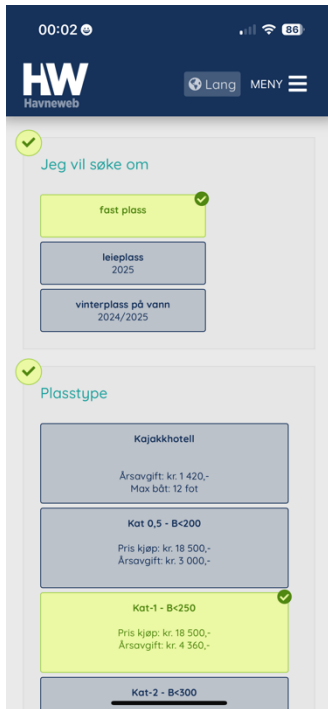 00:02
86
HW
Havneweb
Lang
MENY
Jeg vil søke om
fast plass
leieplass
2025
vinterplass på vann
2024/2025
Plasstype
Kajakkhotell
Årsavgift: kr. 1 420,-
Max båt: 12 fot
Kat 0,5 - B<200
Pris kjøp: kr. 18 500,-
Årsavgift: kr. 3 000,-
Kat-1 - B<250
Pris kjøp: kr. 18 500,-
Årsavgift: kr. 4 360,-
Kat-2 - B<300